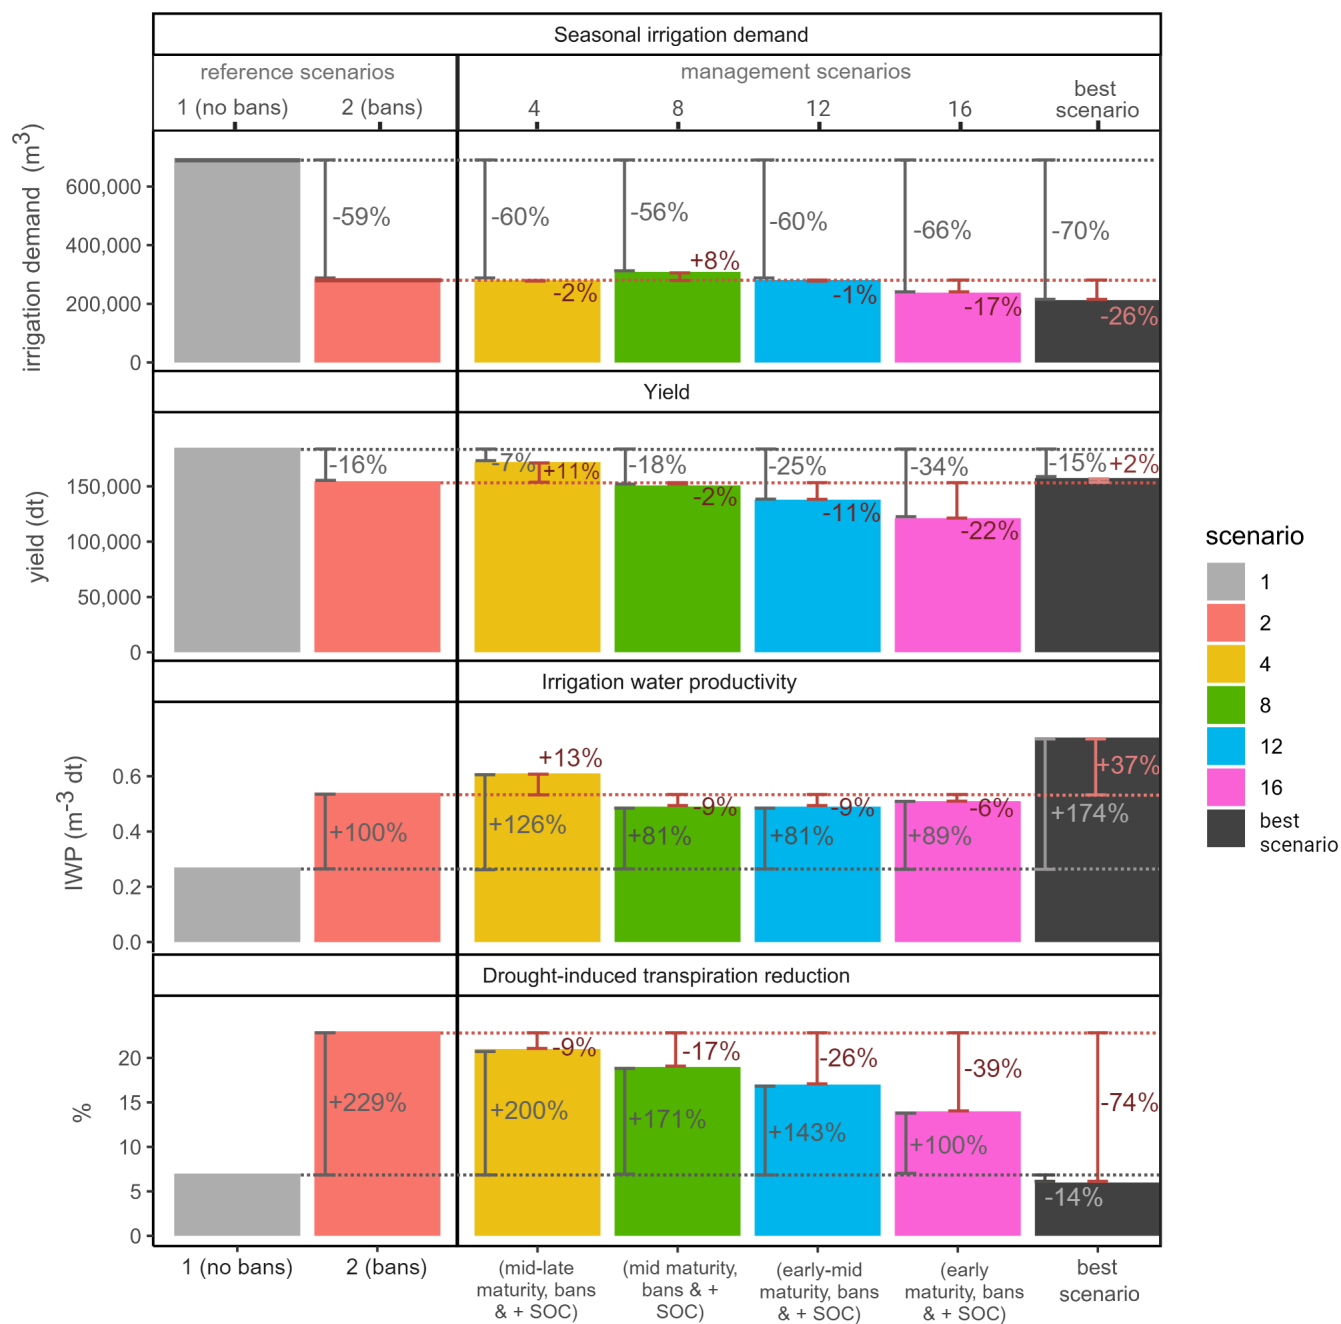 Seasonal irrigation demand
reference scenarios
management scenarios
1 (no bans)
2 (bans)
4
8
12
16
best
scenario
irrigation demand (m³)
600,000
400,000
200,000
0
-59%
-60%
-56%
-60%
-66%
-70%
-2%
+8%
-1%
-17%
-26%
Yield
yield (dt)
150,000
100,000
50,000
0
-16%
-7%
+11%
-18%
-2%
-25%
-11%
-34%
-22%
-15%
+2%
Irrigation water productivity
IWP (m⁻³ dt)
0.6
0.4
0.2
0.0
+100%
+126%
+13%
+81%
-9%
+81%
-9%
+89%
-6%
+174%
+37%
Drought-induced transpiration reduction
%
20
15
10
5
0
+229%
+200%
-9%
+171%
-17%
+143%
-26%
+100%
-39%
-14%
-74%
1 (no bans)
2 (bans)
(mid-late
maturity, bans
& + SOC)
(mid maturity,
bans & +
SOC)
(early-mid
maturity, bans
& + SOC)
(early
maturity, bans
& + SOC)
best
scenario
scenario
1
2
4
8
12
16
best
scenario